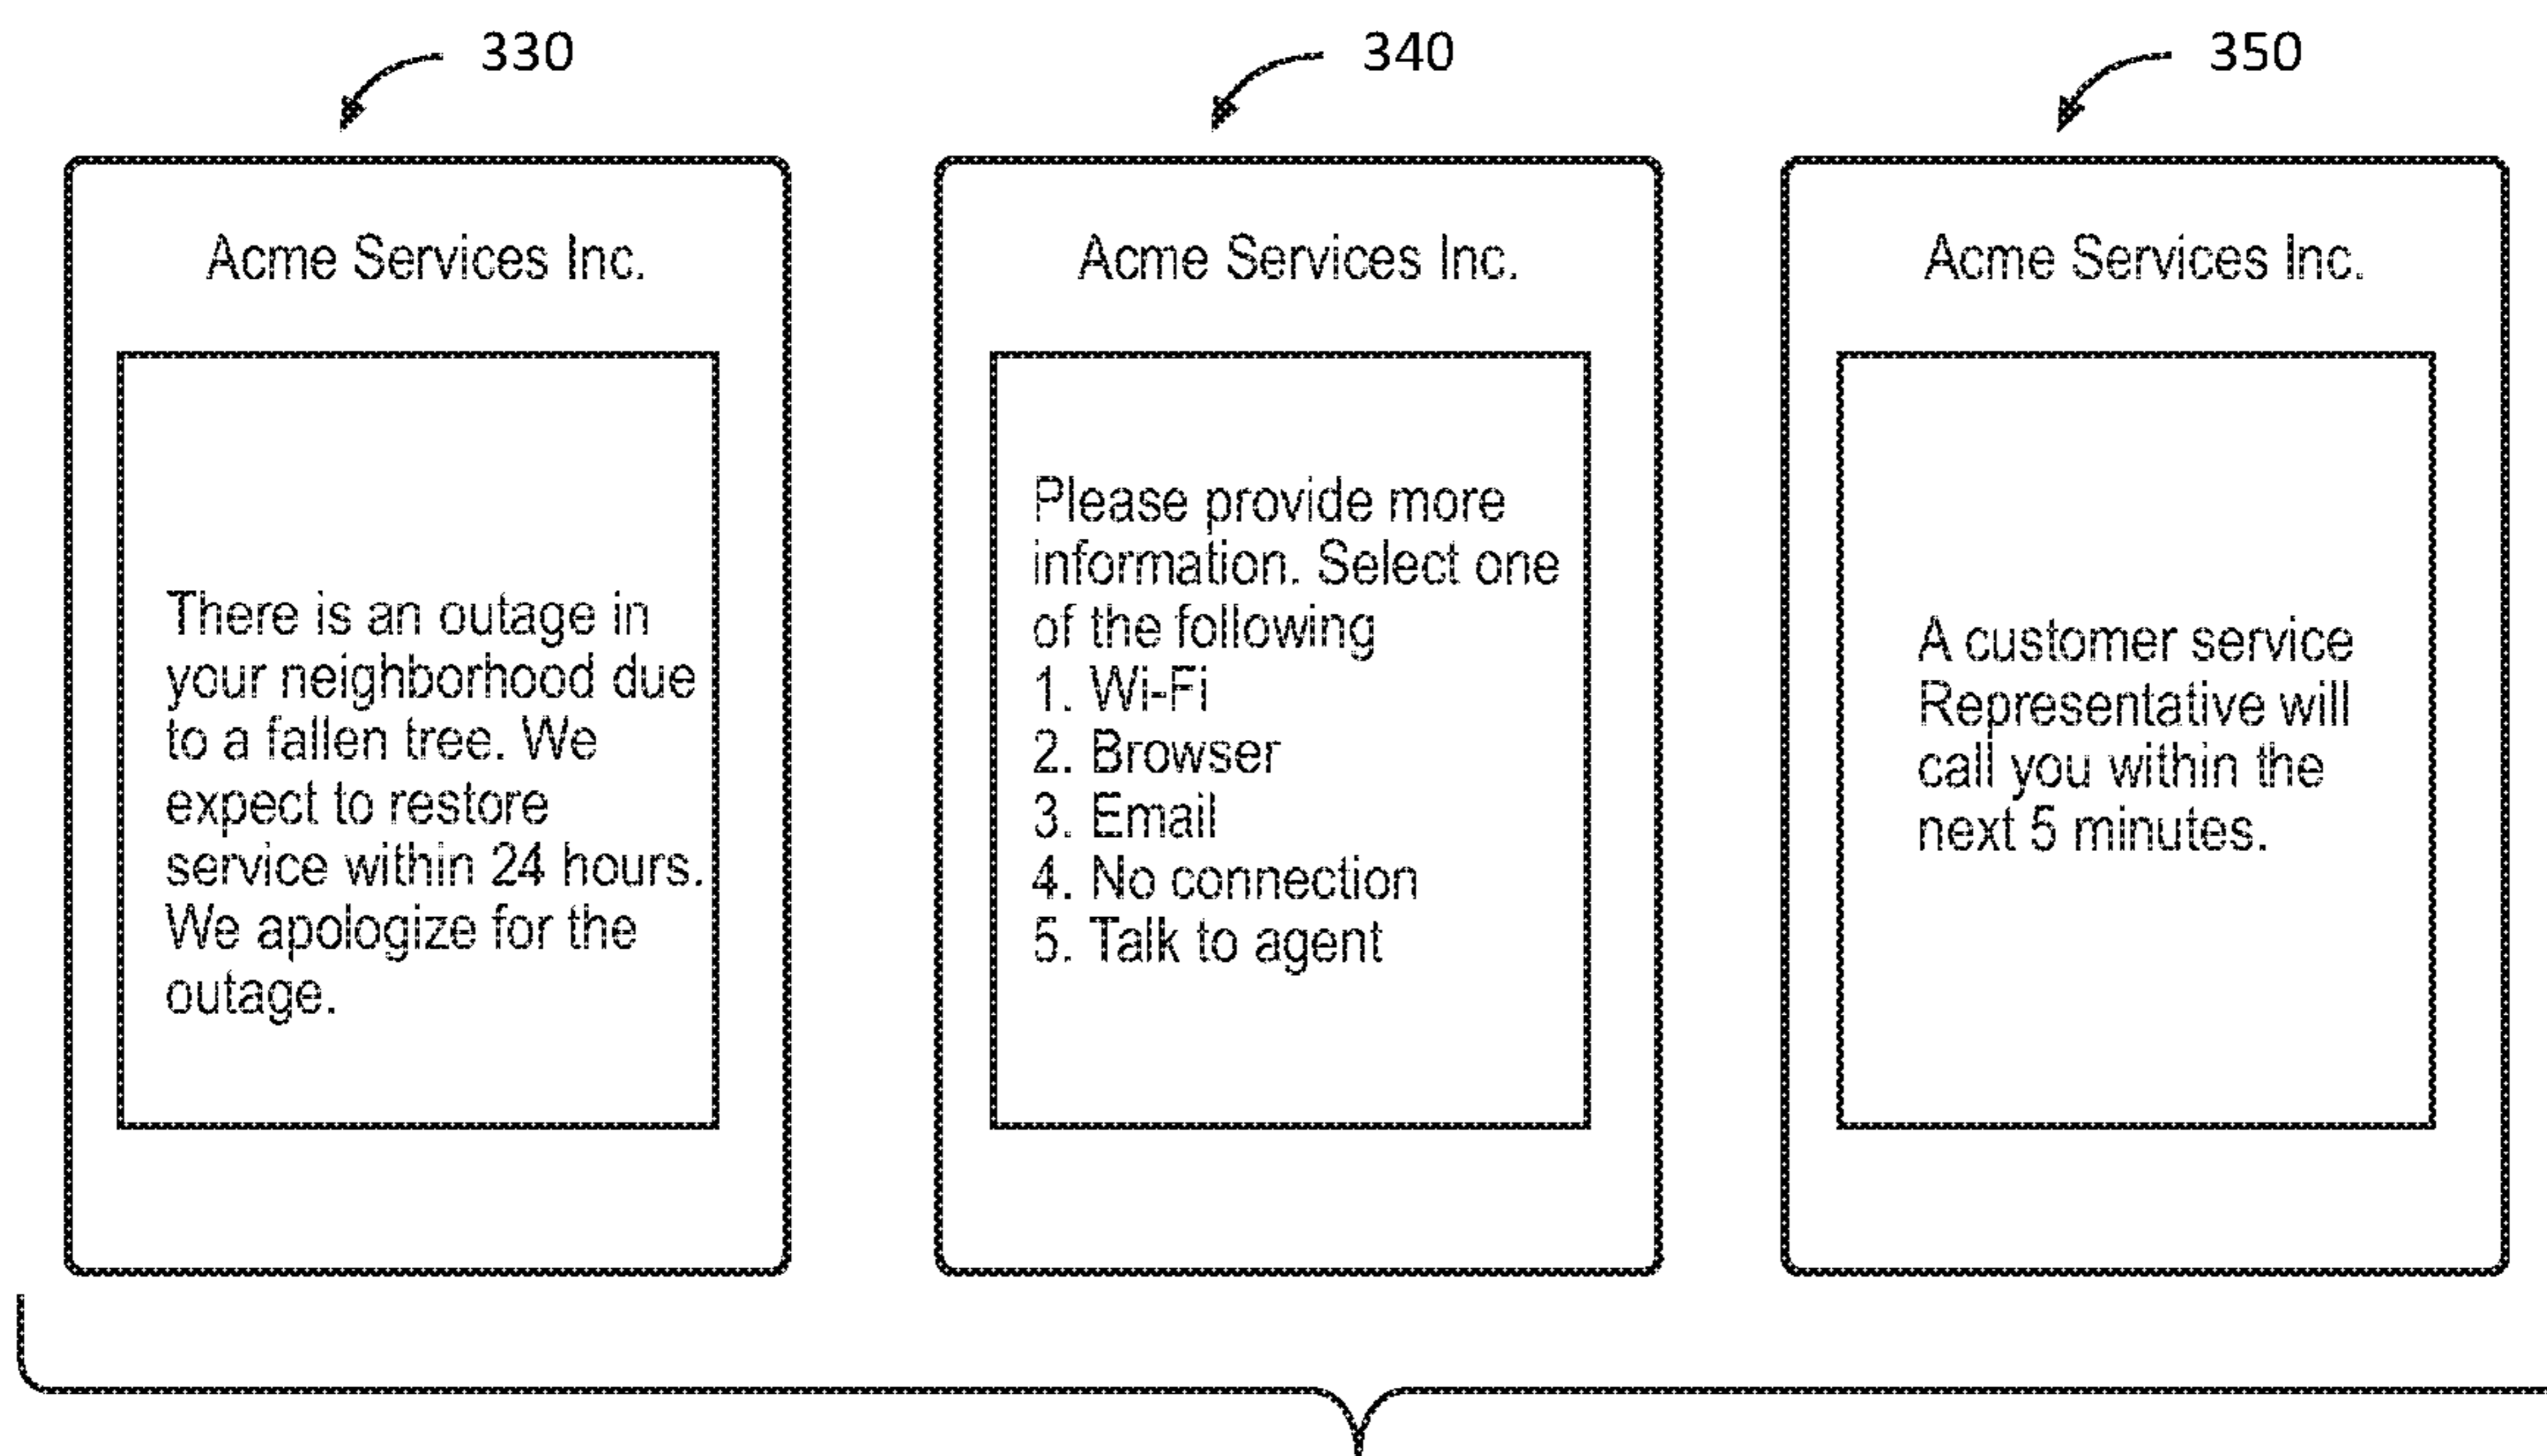 330
Acme Services Inc.
There is an outage in
your neighborhood due
to a fallen tree. We
expect to restore
service within 24 hours.
We apologize for the
outage.
340
Acme Services Inc.
Please provide more
information. Select one
of the following
1. Wi-Fi
2. Browser
3. Email
4. No connection
5. Talk to agent
350
Acme Services Inc.
A customer service
Representative will
call you within the
next 5 minutes.